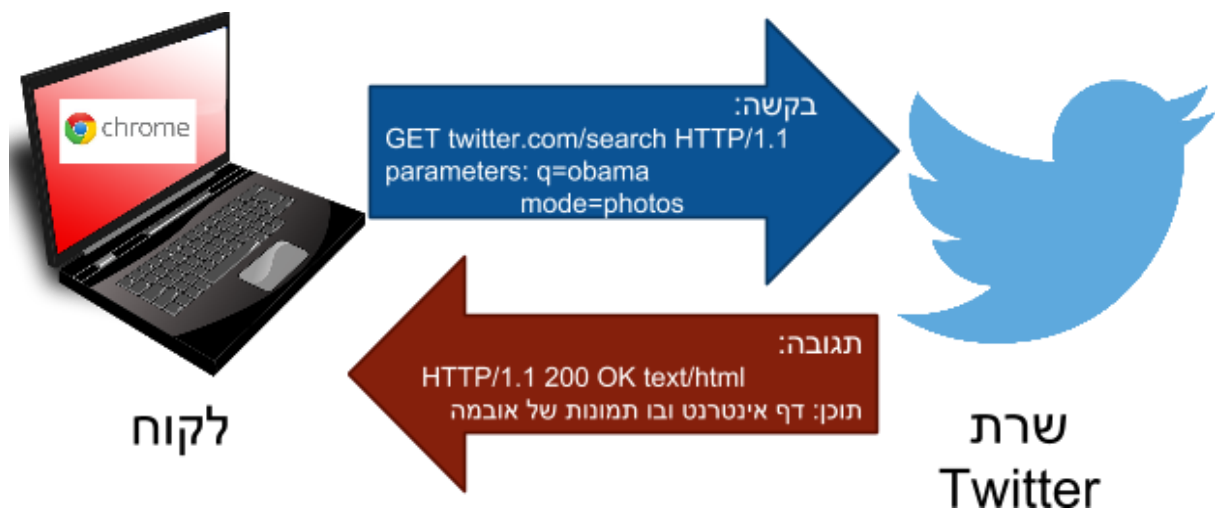 chrome
בקשה:
GET twitter.com/search HTTP/1.1
parameters: q=obama
mode=photos
תגובה:
HTTP/1.1 200 OK text/html
תוכן: דף אינטרנט ובו תמונות של אובמה
לקוח
שרת
Twitter